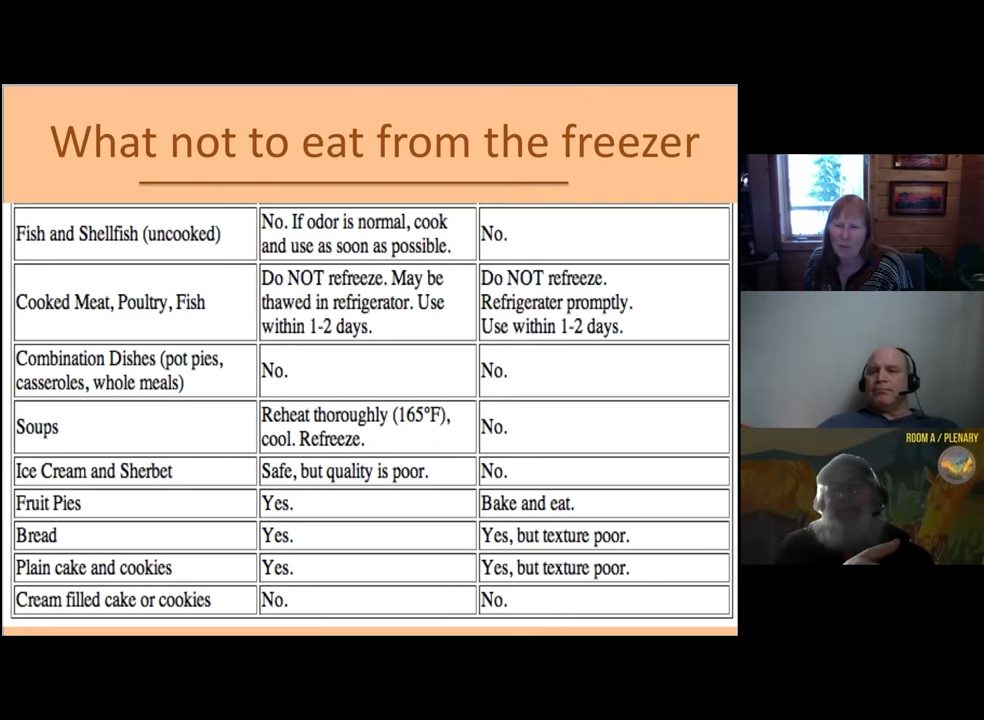 What not to eat from the freezer
Fish and Shellfish (uncooked)
No. If odor is normal, cook
and use as soon as possible.
No.
Cooked Meat, Poultry, Fish
Do NOT refreeze. May be
thawed in refrigerator. Use
within 1-2 days.
Do NOT refreeze.
Refrigerater promptly.
Use within 1-2 days.
Combination Dishes (pot pies,
casseroles, whole meals)
No.
No.
Soups
Reheat thoroughly (165°F),
cool. Refreeze.
No.
Ice Cream and Sherbet
Safe, but quality is poor.
No.
Fruit Pies
Yes.
Bake and eat.
Bread
Yes.
Yes, but texture poor.
Plain cake and cookies
Yes.
Yes, but texture poor.
Cream filled cake or cookies
No.
No.
ROOM A / PLENARY